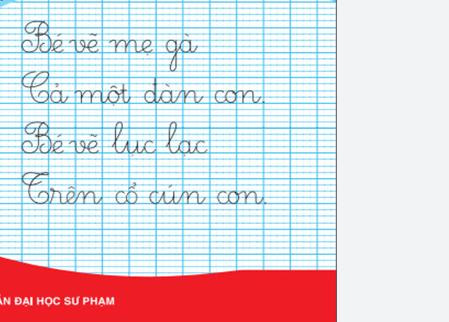 Bé vẽ mẹ gà
Cả một đàn con.
Bé vẽ lục lạc
Trên cổ cún con.
ĐẠI HỌC SƯ PHẠM